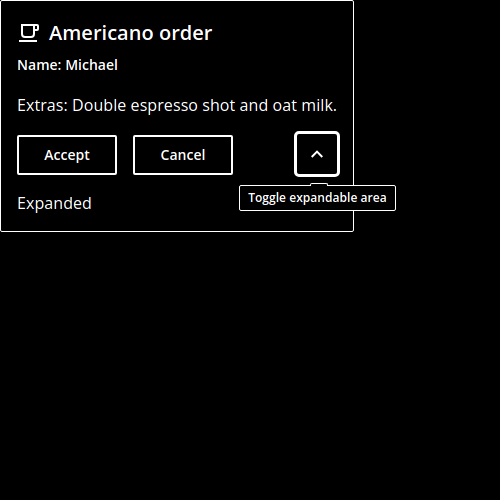 Americano order
Name: Michael
Extras: Double espresso shot and oat milk.
Accept
Cancel
Toggle expandable area
Expanded